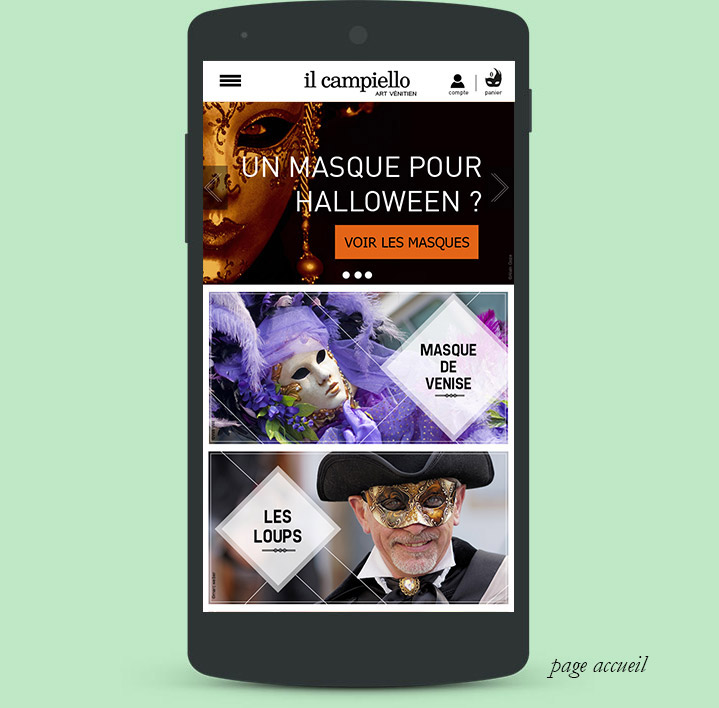 il campiello
ART VÉNITIEN
compte
0
panier
UN MASQUE POUR
HALLOWEEN ?
VOIR LES MASQUES
MASQUE
DE
VENISE
LES
LOUPS
page accueil